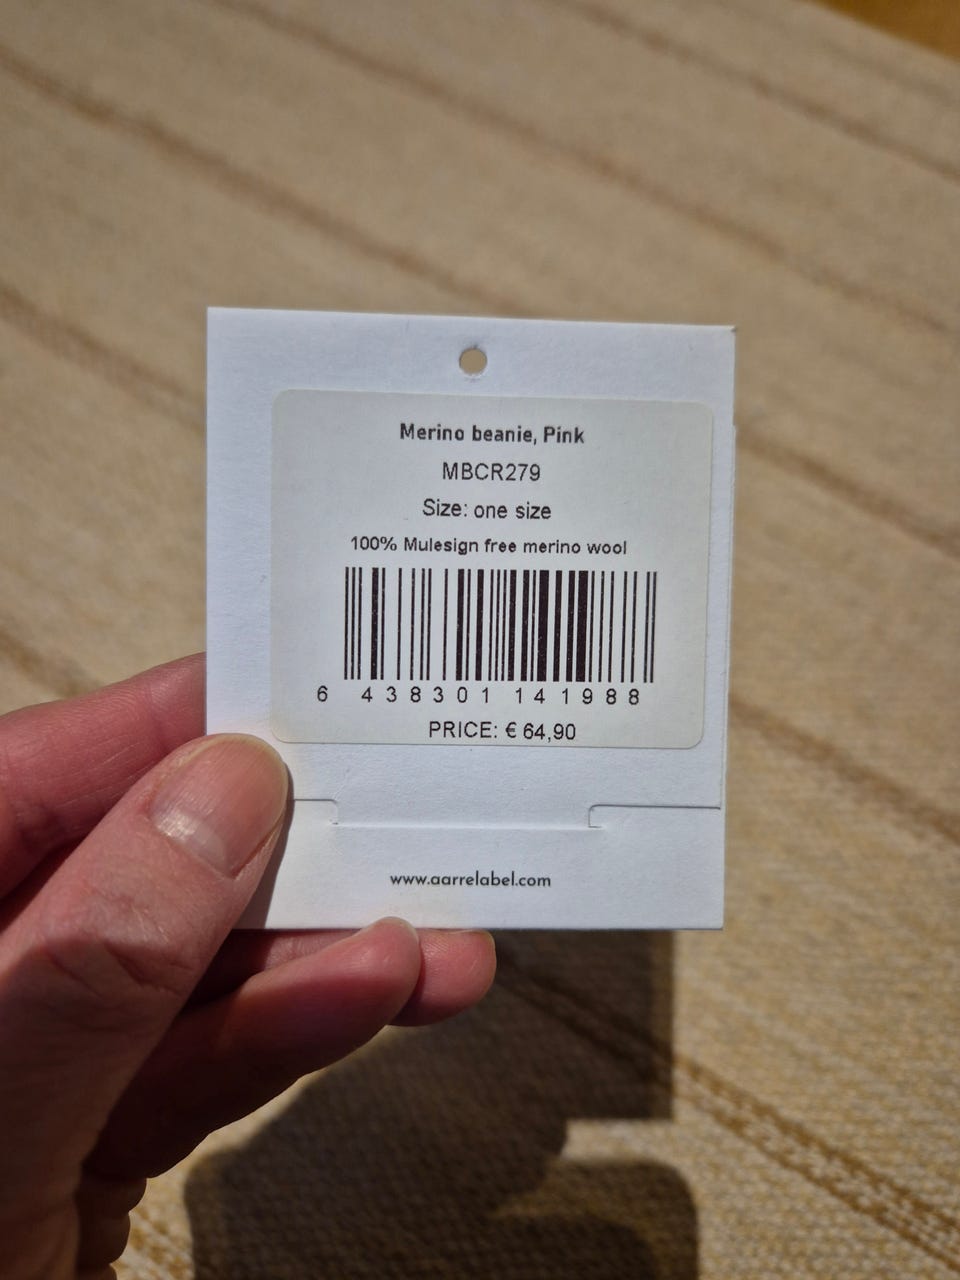 Merino beanie, Pink
MBCR279
Size: one size
100% Mulesign free merino wool
6 438301 141988
PRICE: € 64,90
www.aarrelabel.com